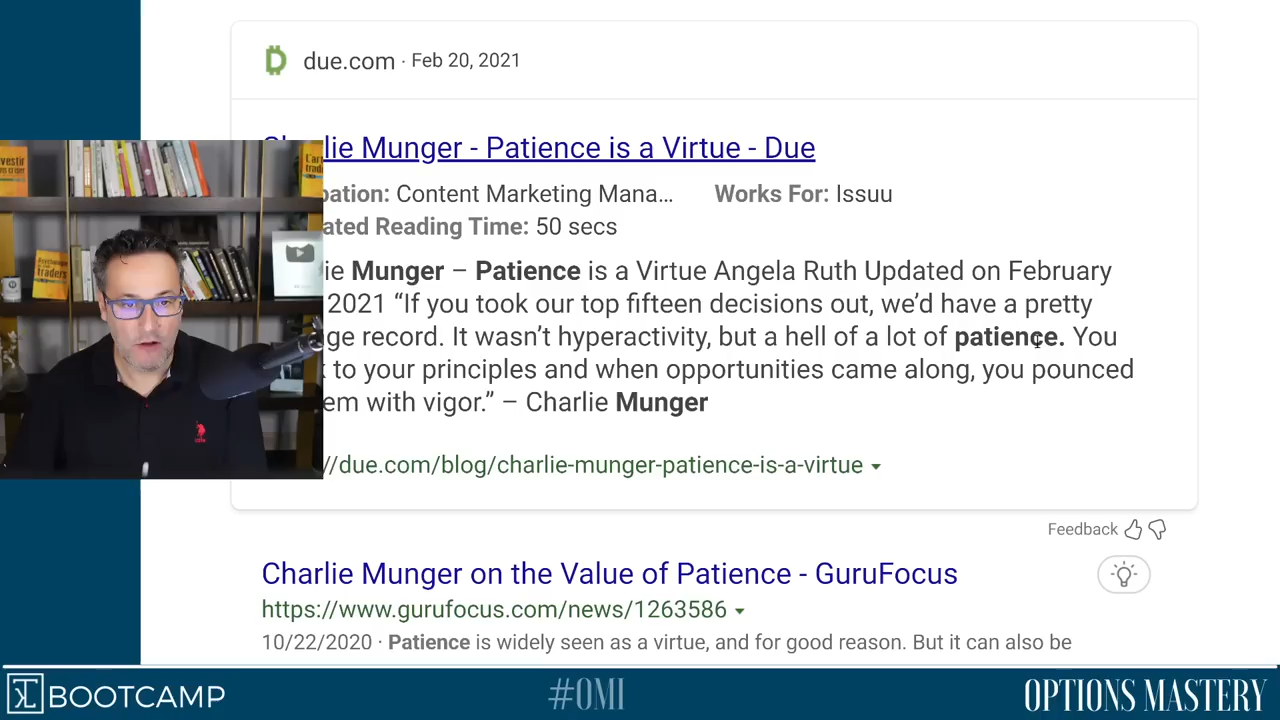 due.com · Feb 20, 2021
lie Munger - Patience is a Virtue - Due
pation: Content Marketing Mana... Works For: Issuu
ated Reading Time: 50 secs
ie Munger – Patience is a Virtue Angela Ruth Updated on February
2021 “If you took our top fifteen decisions out, we’d have a pretty
ge record. It wasn’t hyperactivity, but a hell of a lot of patience. You
to your principles and when opportunities came along, you pounced
em with vigor.” – Charlie Munger
//due.com/blog/charlie-munger-patience-is-a-virtue
Feedback
Charlie Munger on the Value of Patience - GuruFocus
https://www.gurufocus.com/news/1263586
10/22/2020 · Patience is widely seen as a virtue, and for good reason. But it can also be
BOOTCAMP
#OMI
OPTIONS MASTERY